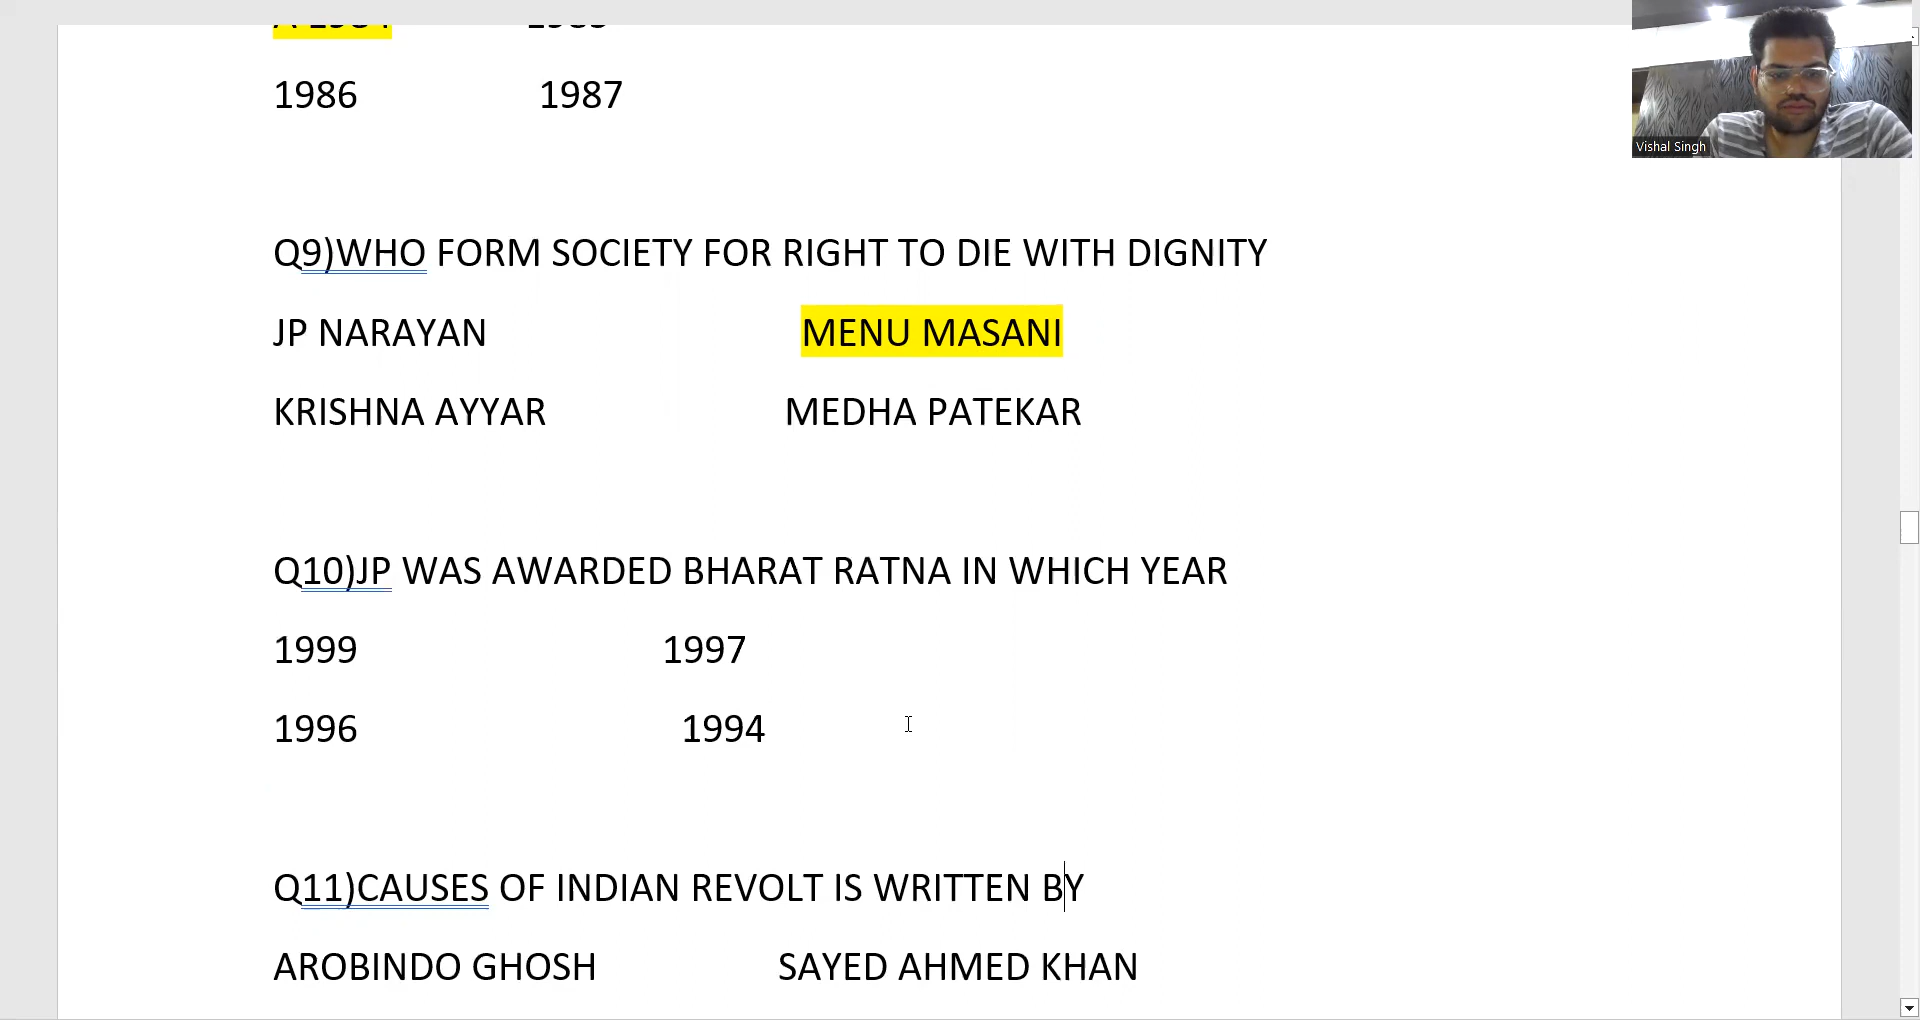 A 1984 1985
1986 1987
Vishal Singh
Q9)WHO FORM SOCIETY FOR RIGHT TO DIE WITH DIGNITY
JP NARAYAN MENU MASANI
KRISHNA AYYAR MEDHA PATEKAR
Q10)JP WAS AWARDED BHARAT RATNA IN WHICH YEAR
1999 1997
1996 1994
Q11)CAUSES OF INDIAN REVOLT IS WRITTEN BY
AROBINDO GHOSH SAYED AHMED KHAN